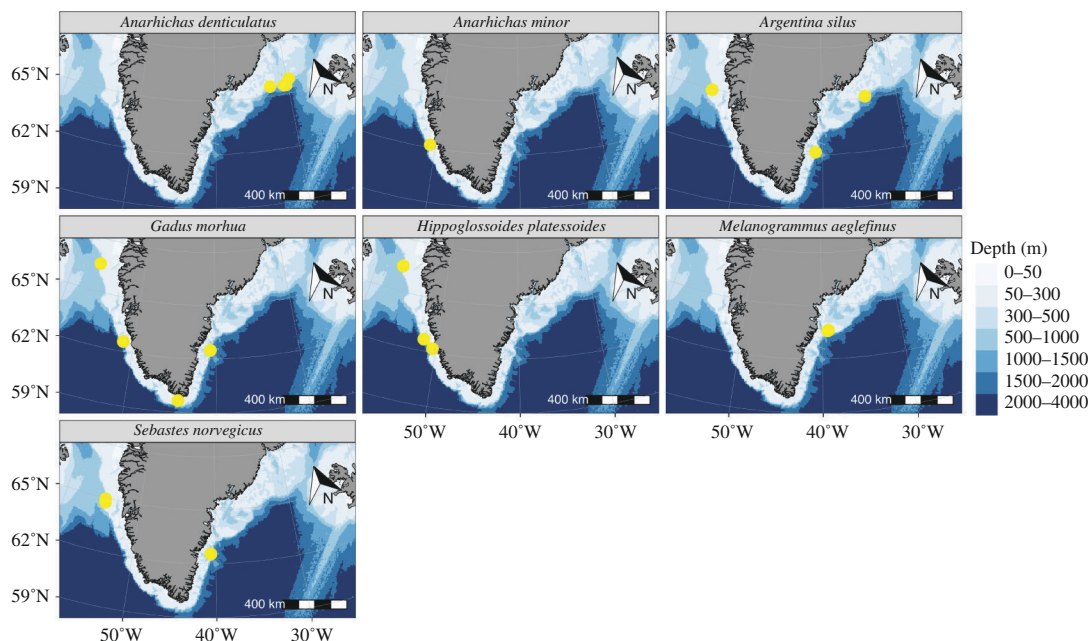 Anarhichas denticulatus
Anarhichas minor
Argentina silus
65°N
62°N
59°N
N
400 km
N
400 km
N
400 km
Gadus morhua
Hippoglossoides platessoides
Melanogrammus aeglefinus
65°N
62°N
59°N
N
400 km
N
400 km
N
400 km
50°W
40°W
30°W
50°W
40°W
30°W
Depth (m)
0–50
50–300
300–500
500–1000
1000–1500
1500–2000
2000–4000
Sebastes norvegicus
65°N
62°N
59°N
N
400 km
50°W
40°W
30°W